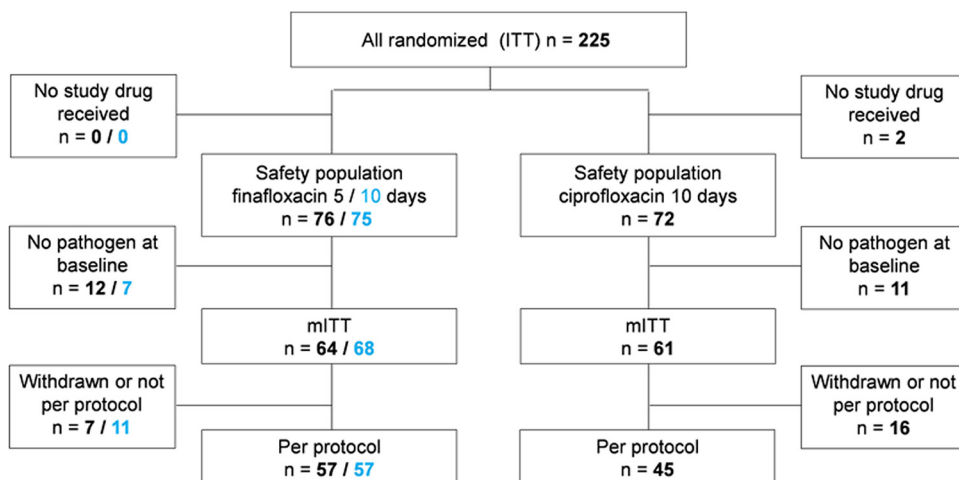 All randomized (ITT) n = 225
No study drug
received
n = 0 / 0
No study drug
received
n = 2
Safety population
finafloxacin 5 / 10 days
n = 76 / 75
Safety population
ciprofloxacin 10 days
n = 72
No pathogen at
baseline
n = 12 / 7
No pathogen at
baseline
n = 11
mITT
n = 64 / 68
mITT
n = 61
Withdrawn or not
per protocol
n = 7 / 11
Withdrawn or not
per protocol
n = 16
Per protocol
n = 57 / 57
Per protocol
n = 45